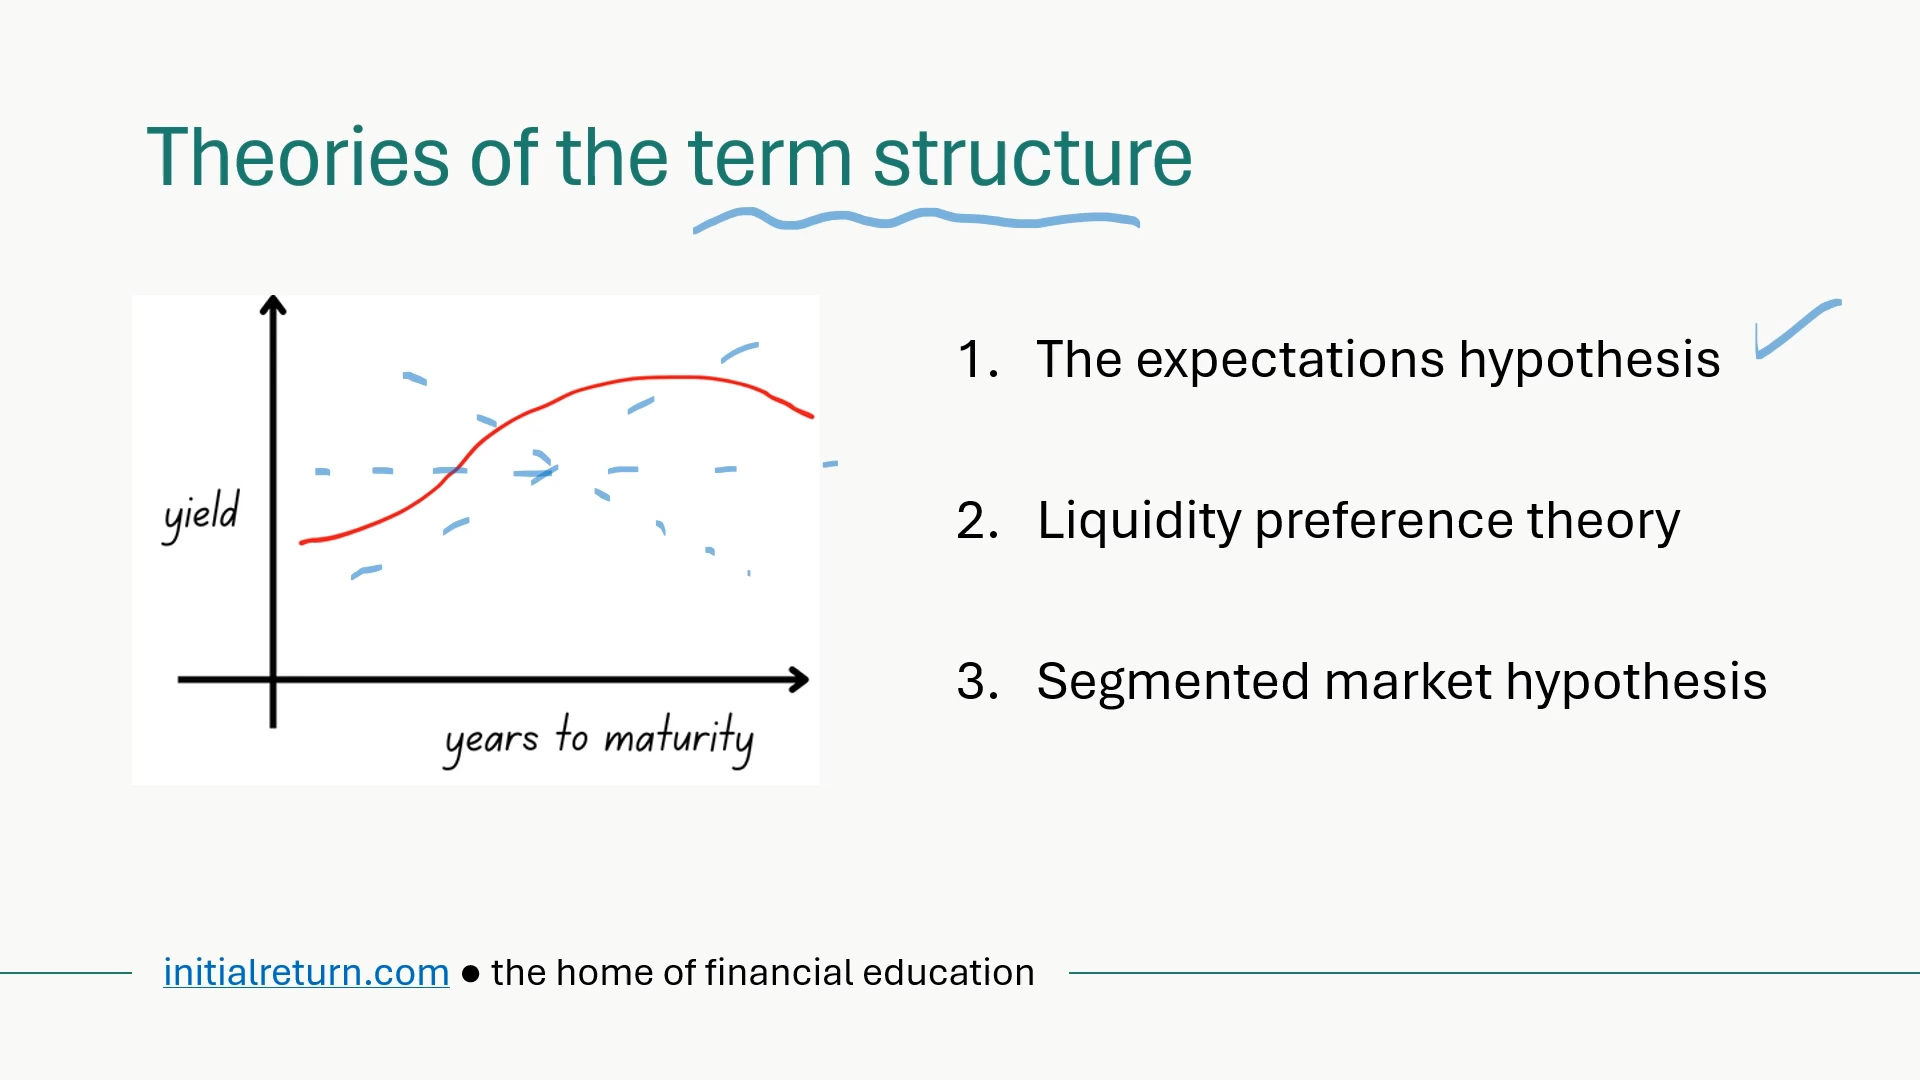 Theories of the term structure
yield
years to maturity
1. The expectations hypothesis
2. Liquidity preference theory
3. Segmented market hypothesis
initialreturn.com ● the home of financial education